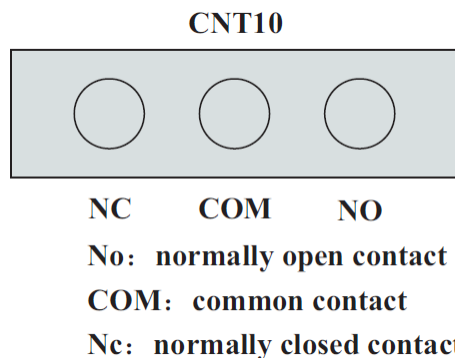 CNT10
NC COM NO
No：normally open contact
COM：common contact
Nc：normally closed contact